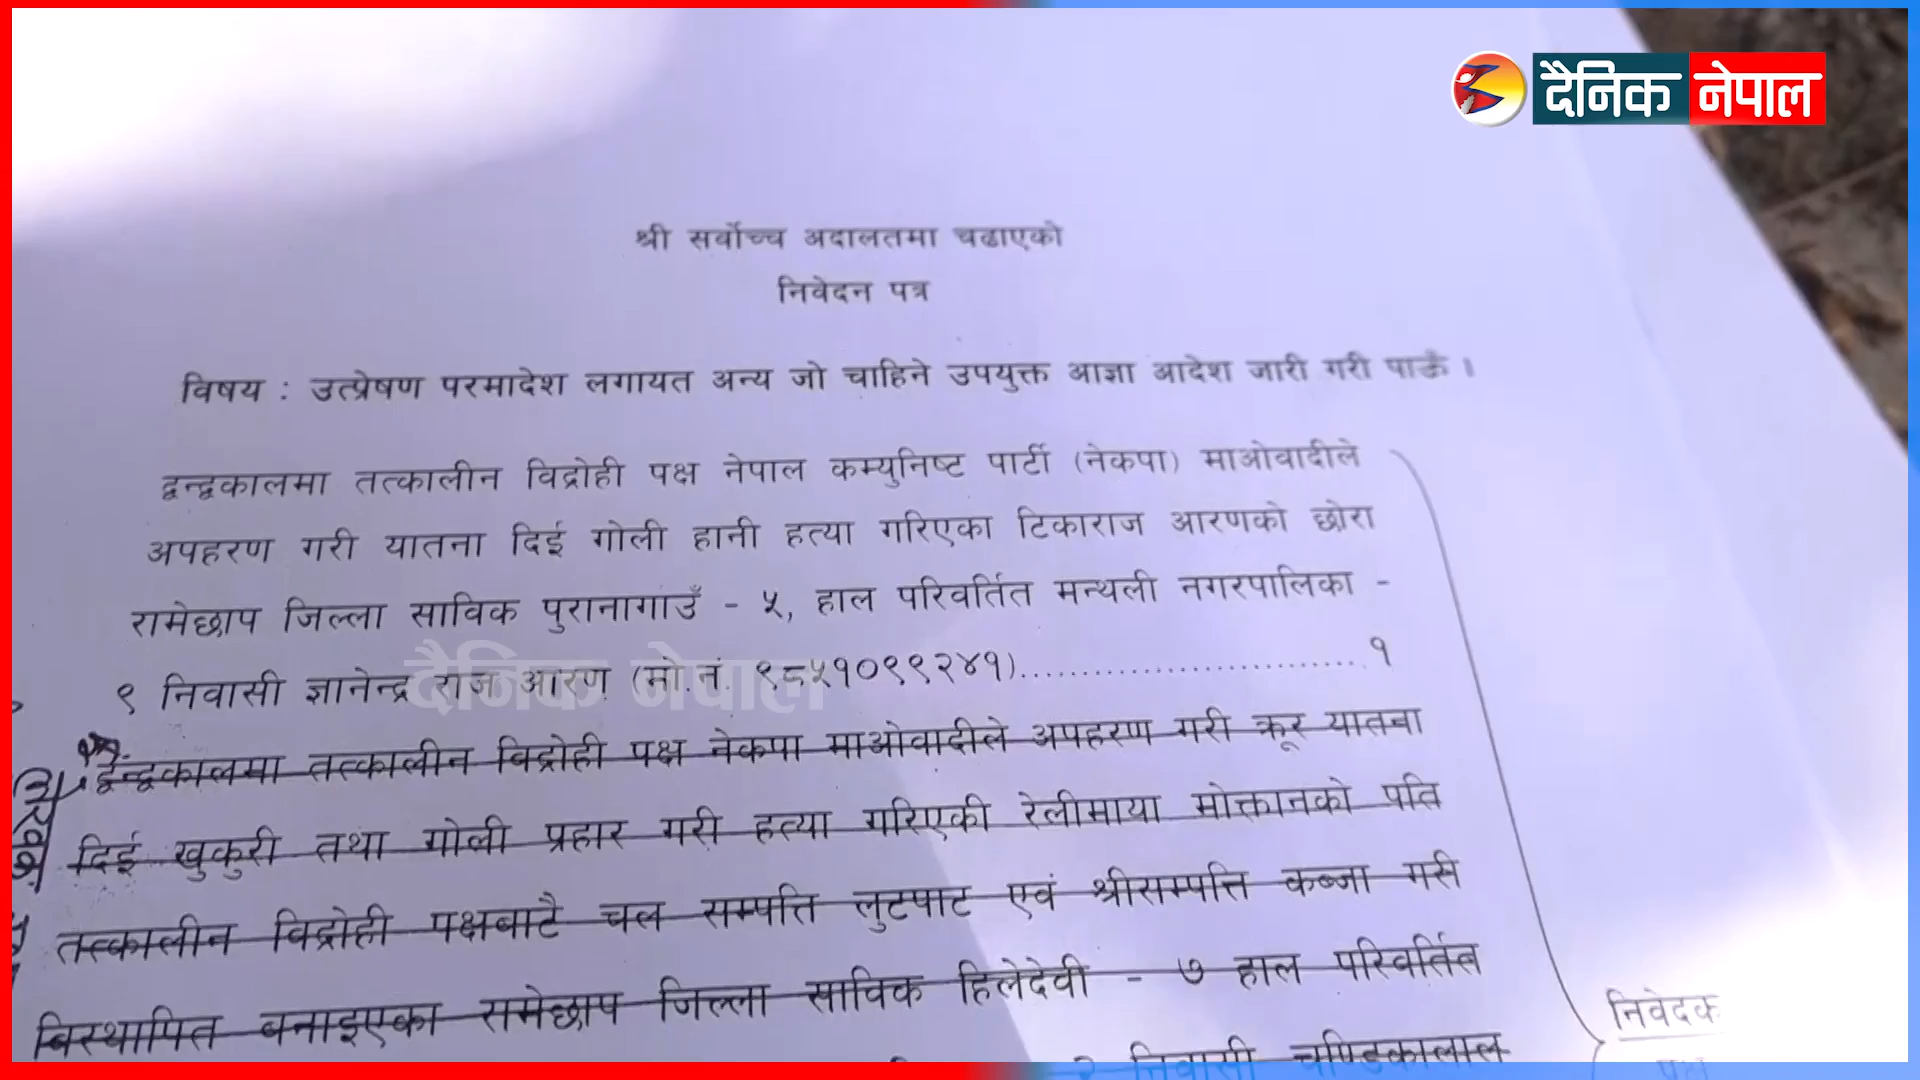 दैनिक नेपाल
श्री सर्वोच्च अदालतमा चढाएको
निवेदन पत्र
विषय : उत्प्रेषण परमादेश लगायत अन्य जो चाहिने उपयुक्त आज्ञा आदेश जारी गरी पाऊँ ।
द्वन्द्वकालमा तत्कालीन विद्रोही पक्ष नेपाल कम्युनिष्ट पार्टी (नेकपा) माओवादीले
अपहरण गरी यातना दिई गोली हानी हत्या गरिएका टिकाराज आरणको छोरा
रामेछाप जिल्ला साविक पुरानागाउँ - ५, हाल परिवर्तित मन्थली नगरपालिका -
९ निवासी ज्ञानेन्द्र राज आरण (मो.नं. ९८५१०९९२४१)..............................१
दैनिक नेपाल
द्वन्द्वकालमा तत्कालीन विद्रोही पक्ष नेकपा माओवादीले अपहरण गरी क्रूर यातना
दिई खुकुरी तथा गोली प्रहार गरी हत्या गरिएकी रेलीमाया मोक्तानको पति
तत्कालीन विद्रोही पक्षबाटै चल सम्पत्ति लुटपाट एवं श्रीसम्पत्ति कब्जा गरी
विस्थापित बनाइएका रामेछाप जिल्ला साविक हिलेदेवी - ७ हाल परिवर्तित
निवेदक
२ निवासी चण्डिकालाल
पक्ष